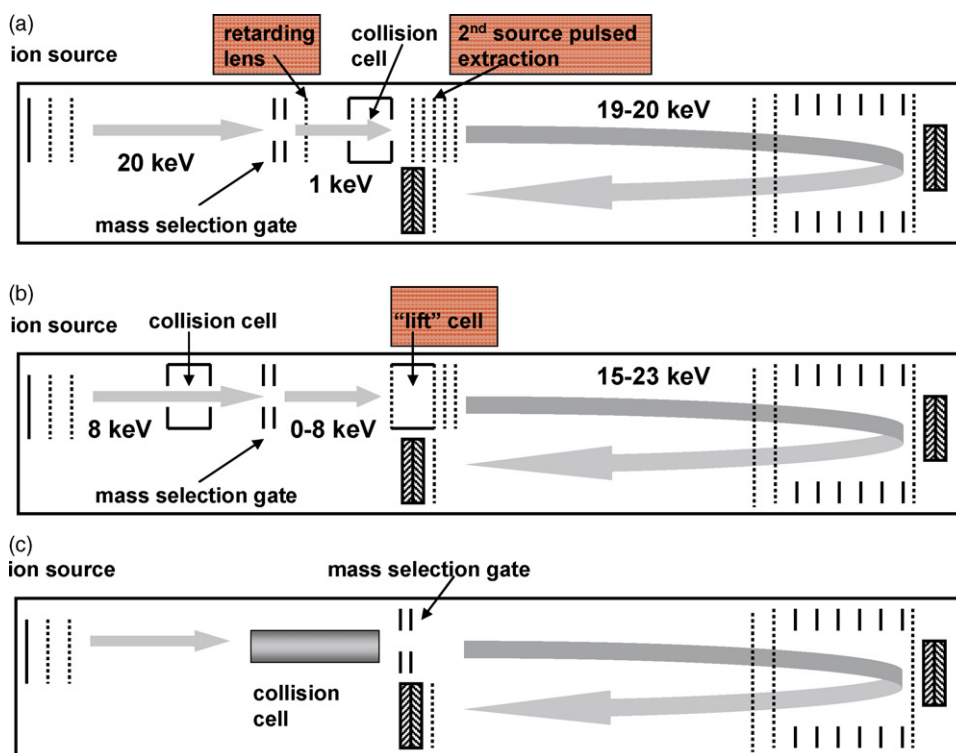 (a)
ion source
retarding
lens
collision
cell
2nd source pulsed
extraction
20 keV
1 keV
19-20 keV
mass selection gate
(b)
ion source
collision cell
“lift” cell
8 keV
0-8 keV
15-23 keV
mass selection gate
(c)
ion source
mass selection gate
collision
cell